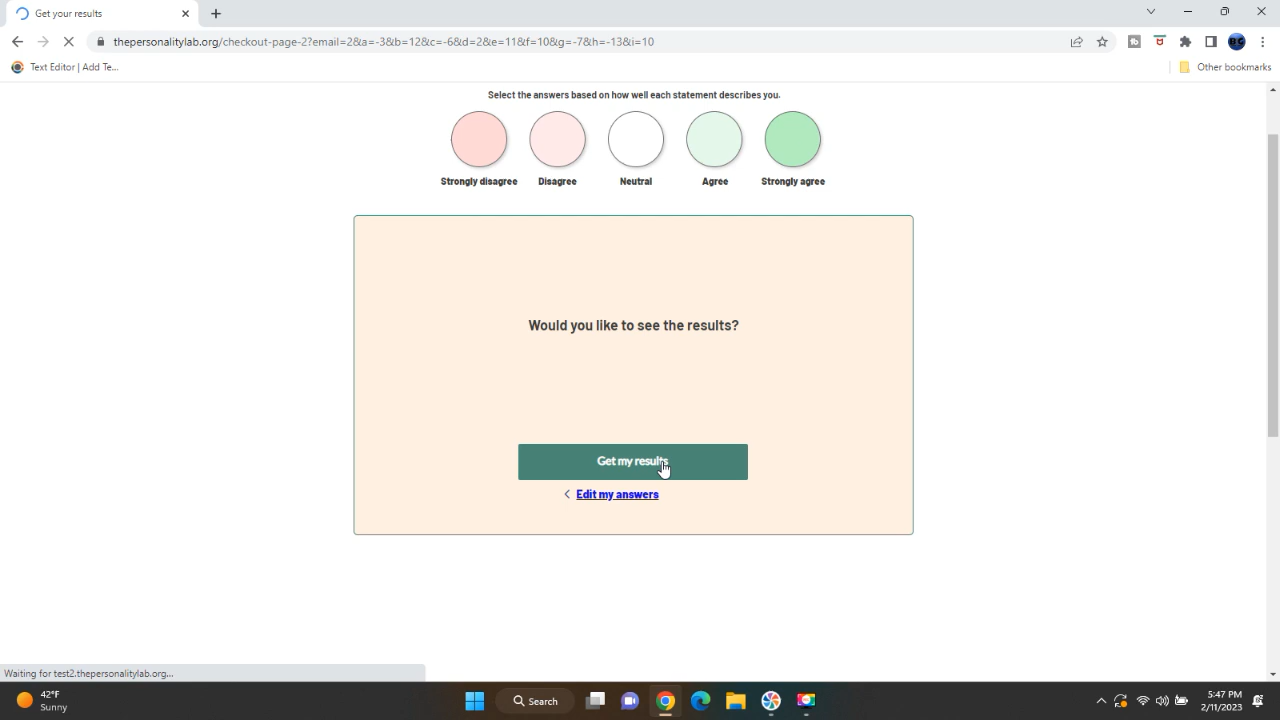 Get your results
thepersonalitylab.org/checkout-page-2?email=2&a=-3&b=12&c=-6&d=2&e=11&f=10&g=-7&h=-13&i=10
Text Editor | Add Te...
Other bookmarks
Select the answers based on how well each statement describes you.
Strongly disagree Disagree Neutral Agree Strongly agree
Would you like to see the results?
Get my results
Edit my answers
Waiting for test2.thepersonalitylab.org...
42°F
Sunny
Search
5:47 PM
2/11/2023